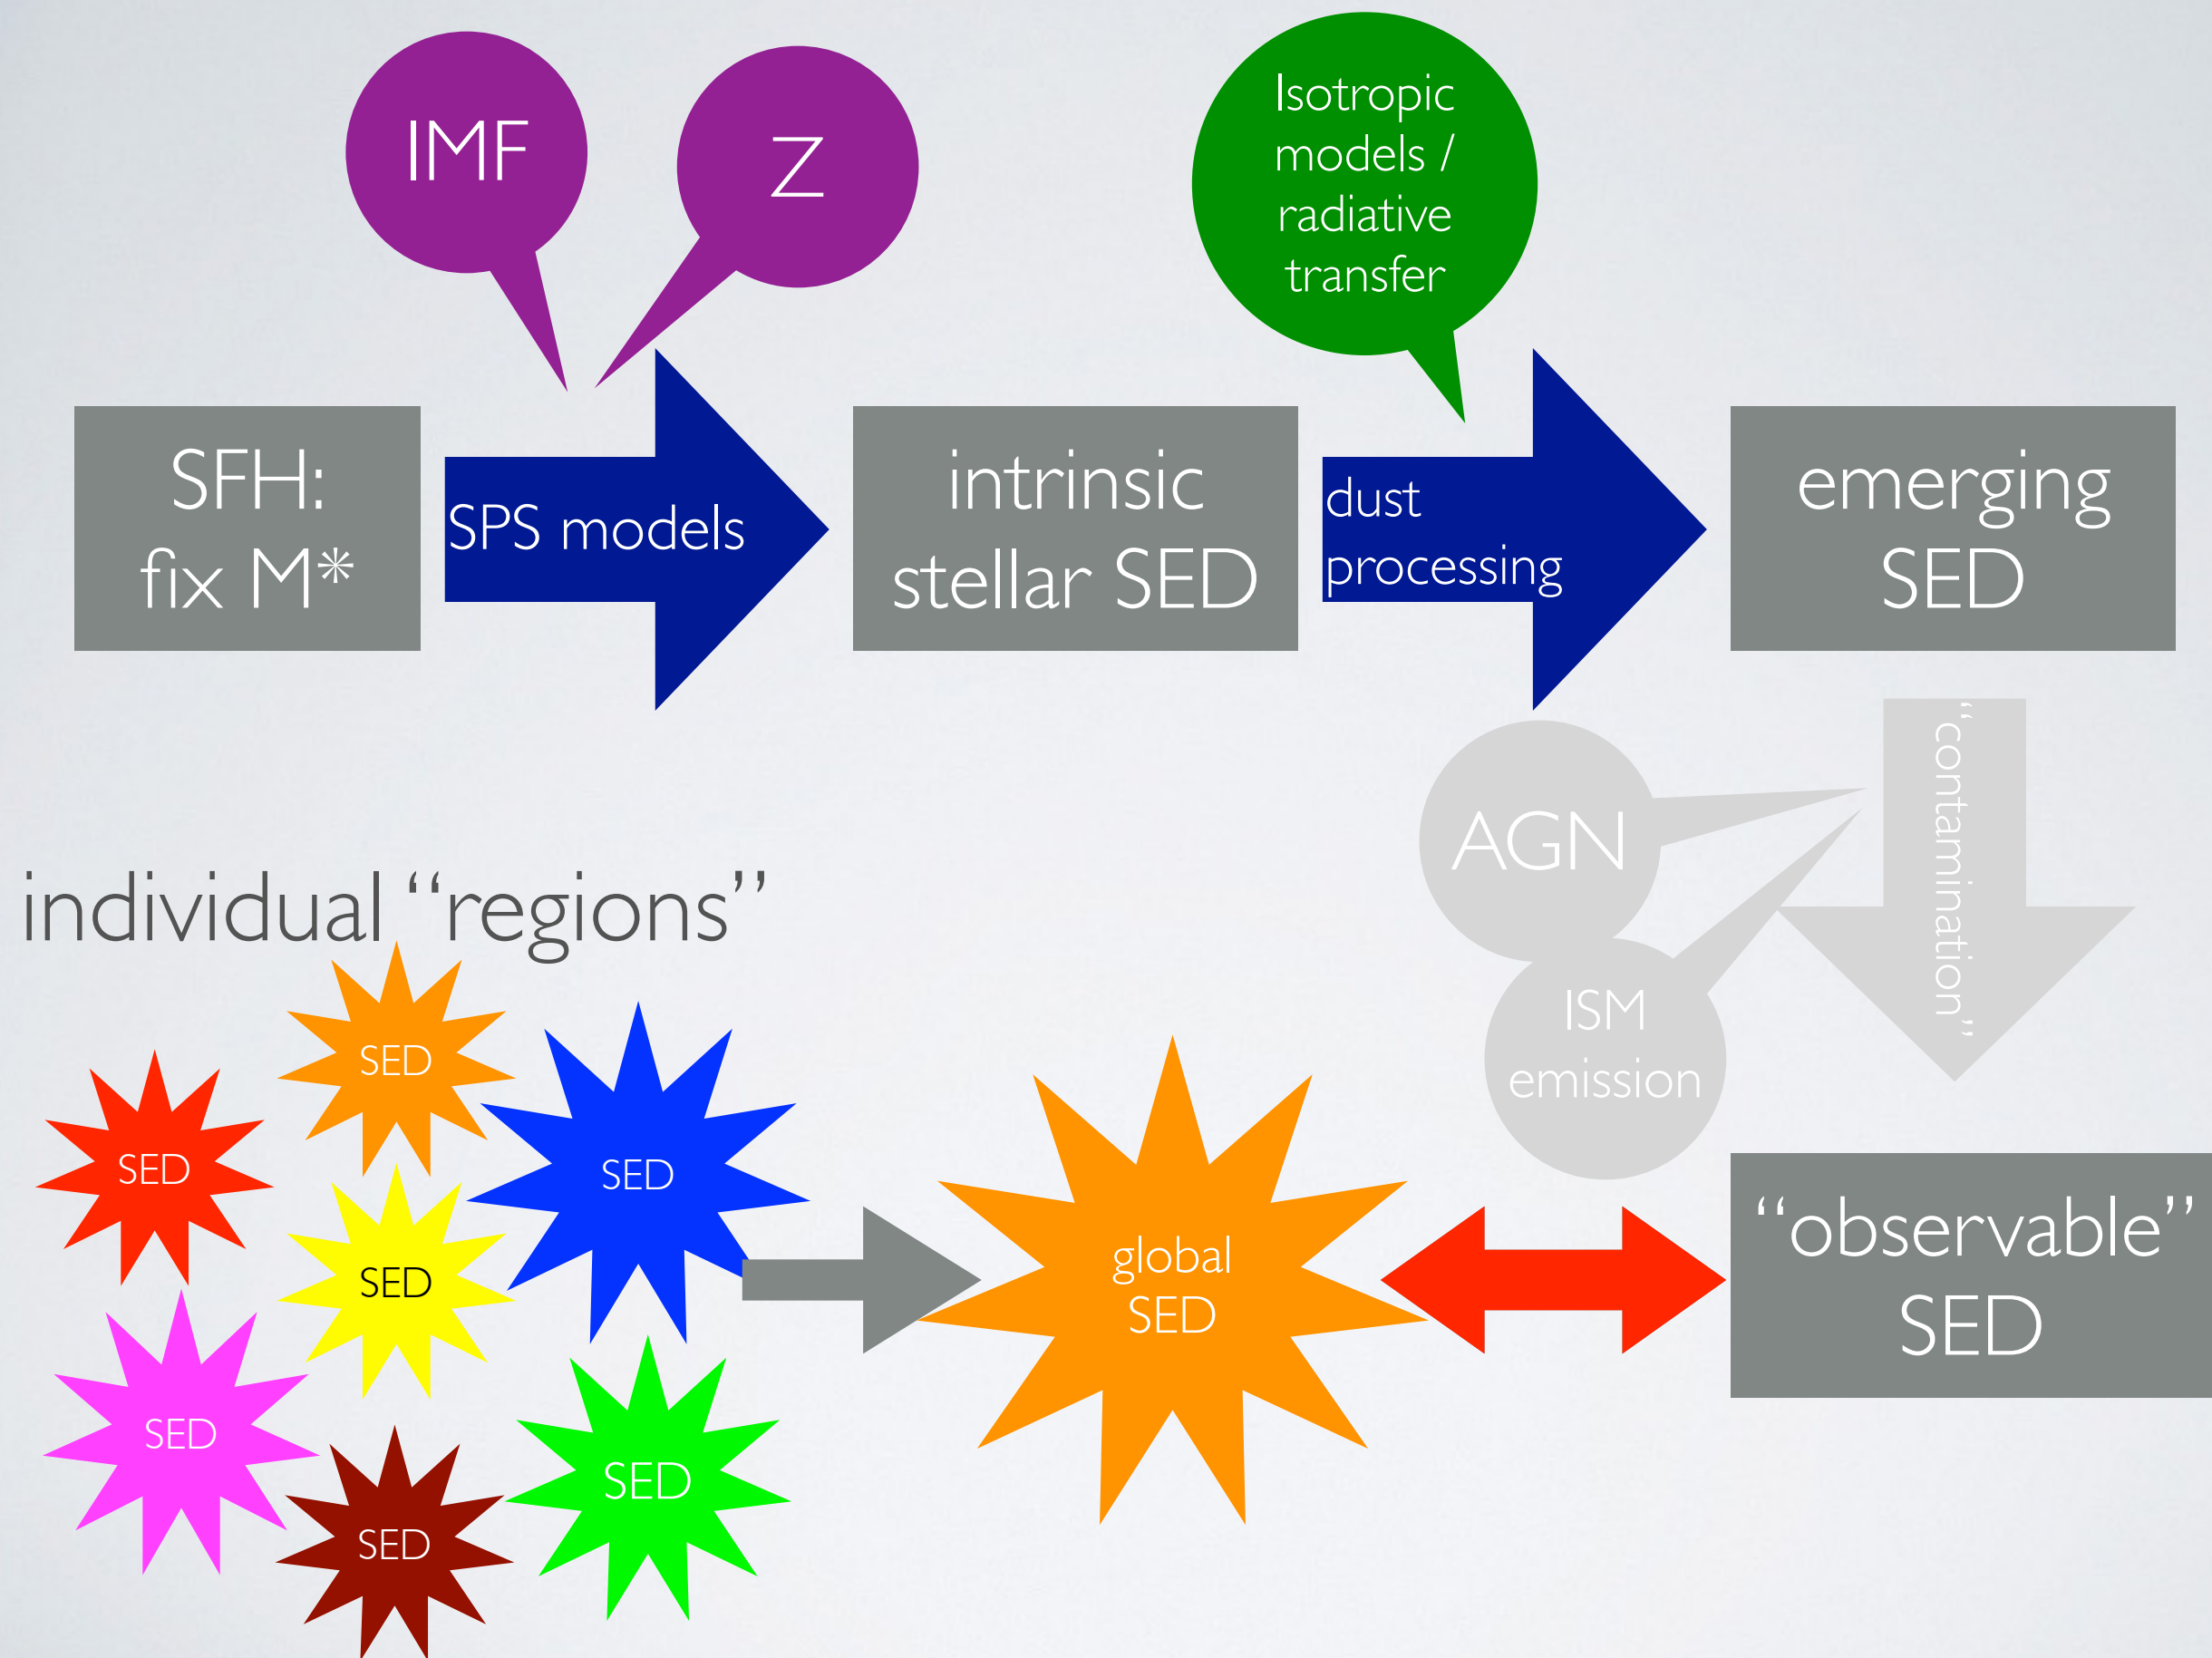 IMF
Z
Isotropic
models /
radiative
transfer
SFH:
fix M*
SPS models
intrinsic
stellar SED
dust
processing
emerging
SED
“contamination”
AGN
ISM
emission
individual “regions”
SED
SED
SED
SED
SED
SED
SED
global
SED
“observable”
SED